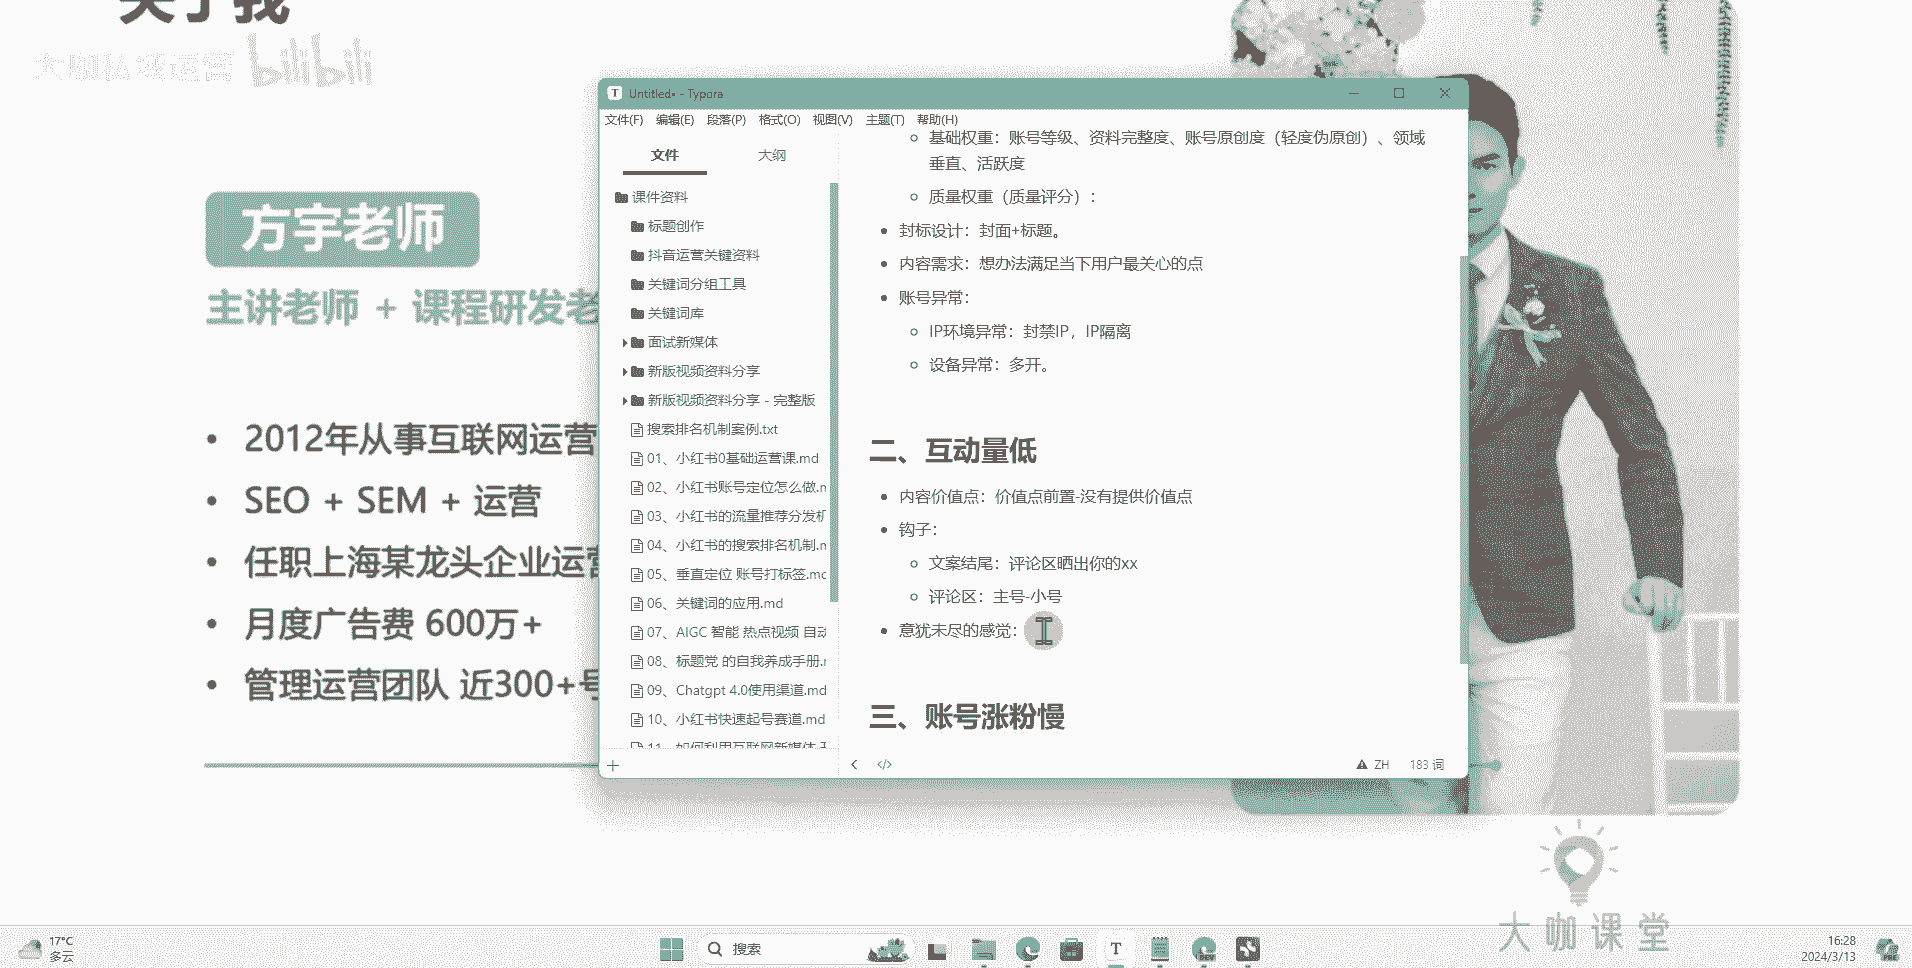 关于我
大咖私域运营 bilibili
方宇老师
主讲老师 + 课程研发老
2012年从事互联网运营
SEO + SEM + 运营
任职上海某龙头企业运营
月度广告费 600万+
管理运营团队 近300+号
Untitled• - Typora
文件(F) 编辑(E) 段落(P) 格式(O) 视图(V) 主题(T) 帮助(H)
文件 大纲
课件资料
标题创作
抖音运营关键资料
关键词分组工具
关键词库
面试新媒体
新版视频资料分享
新版视频资料分享 - 完整版
搜索排名机制案例.txt
01、小红书0基础运营课.md
02、小红书账号定位怎么做.m
03、小红书的流量推荐分发机
04、小红书的搜索排名机制.m
05、垂直定位 账号打标签.mc
06、关键词的应用.md
07、AIGC 智能 热点视频 自动
08、标题党 的自我养成手册.m
09、Chatgpt 4.0使用渠道.md
10、小红书快速起号赛道.md
11、如何利用互联网新媒体
基础权重：账号等级、资料完整度、账号原创度（轻度伪原创）、领域
垂直、活跃度
质量权重（质量评分）：
封标设计：封面+标题。
内容需求：想办法满足当下用户最关心的点
账号异常：
IP环境异常：封禁IP，IP隔离
设备异常：多开。
二、互动量低
内容价值点：价值点前置-没有提供价值点
钩子：
文案结尾：评论区晒出你的xx
评论区：主号-小号
意犹未尽的感觉：
三、账号涨粉慢
ZH 183 词
大咖课堂
17°C
多云
搜索
T
DEV
16:28
2024/3/13
PRE